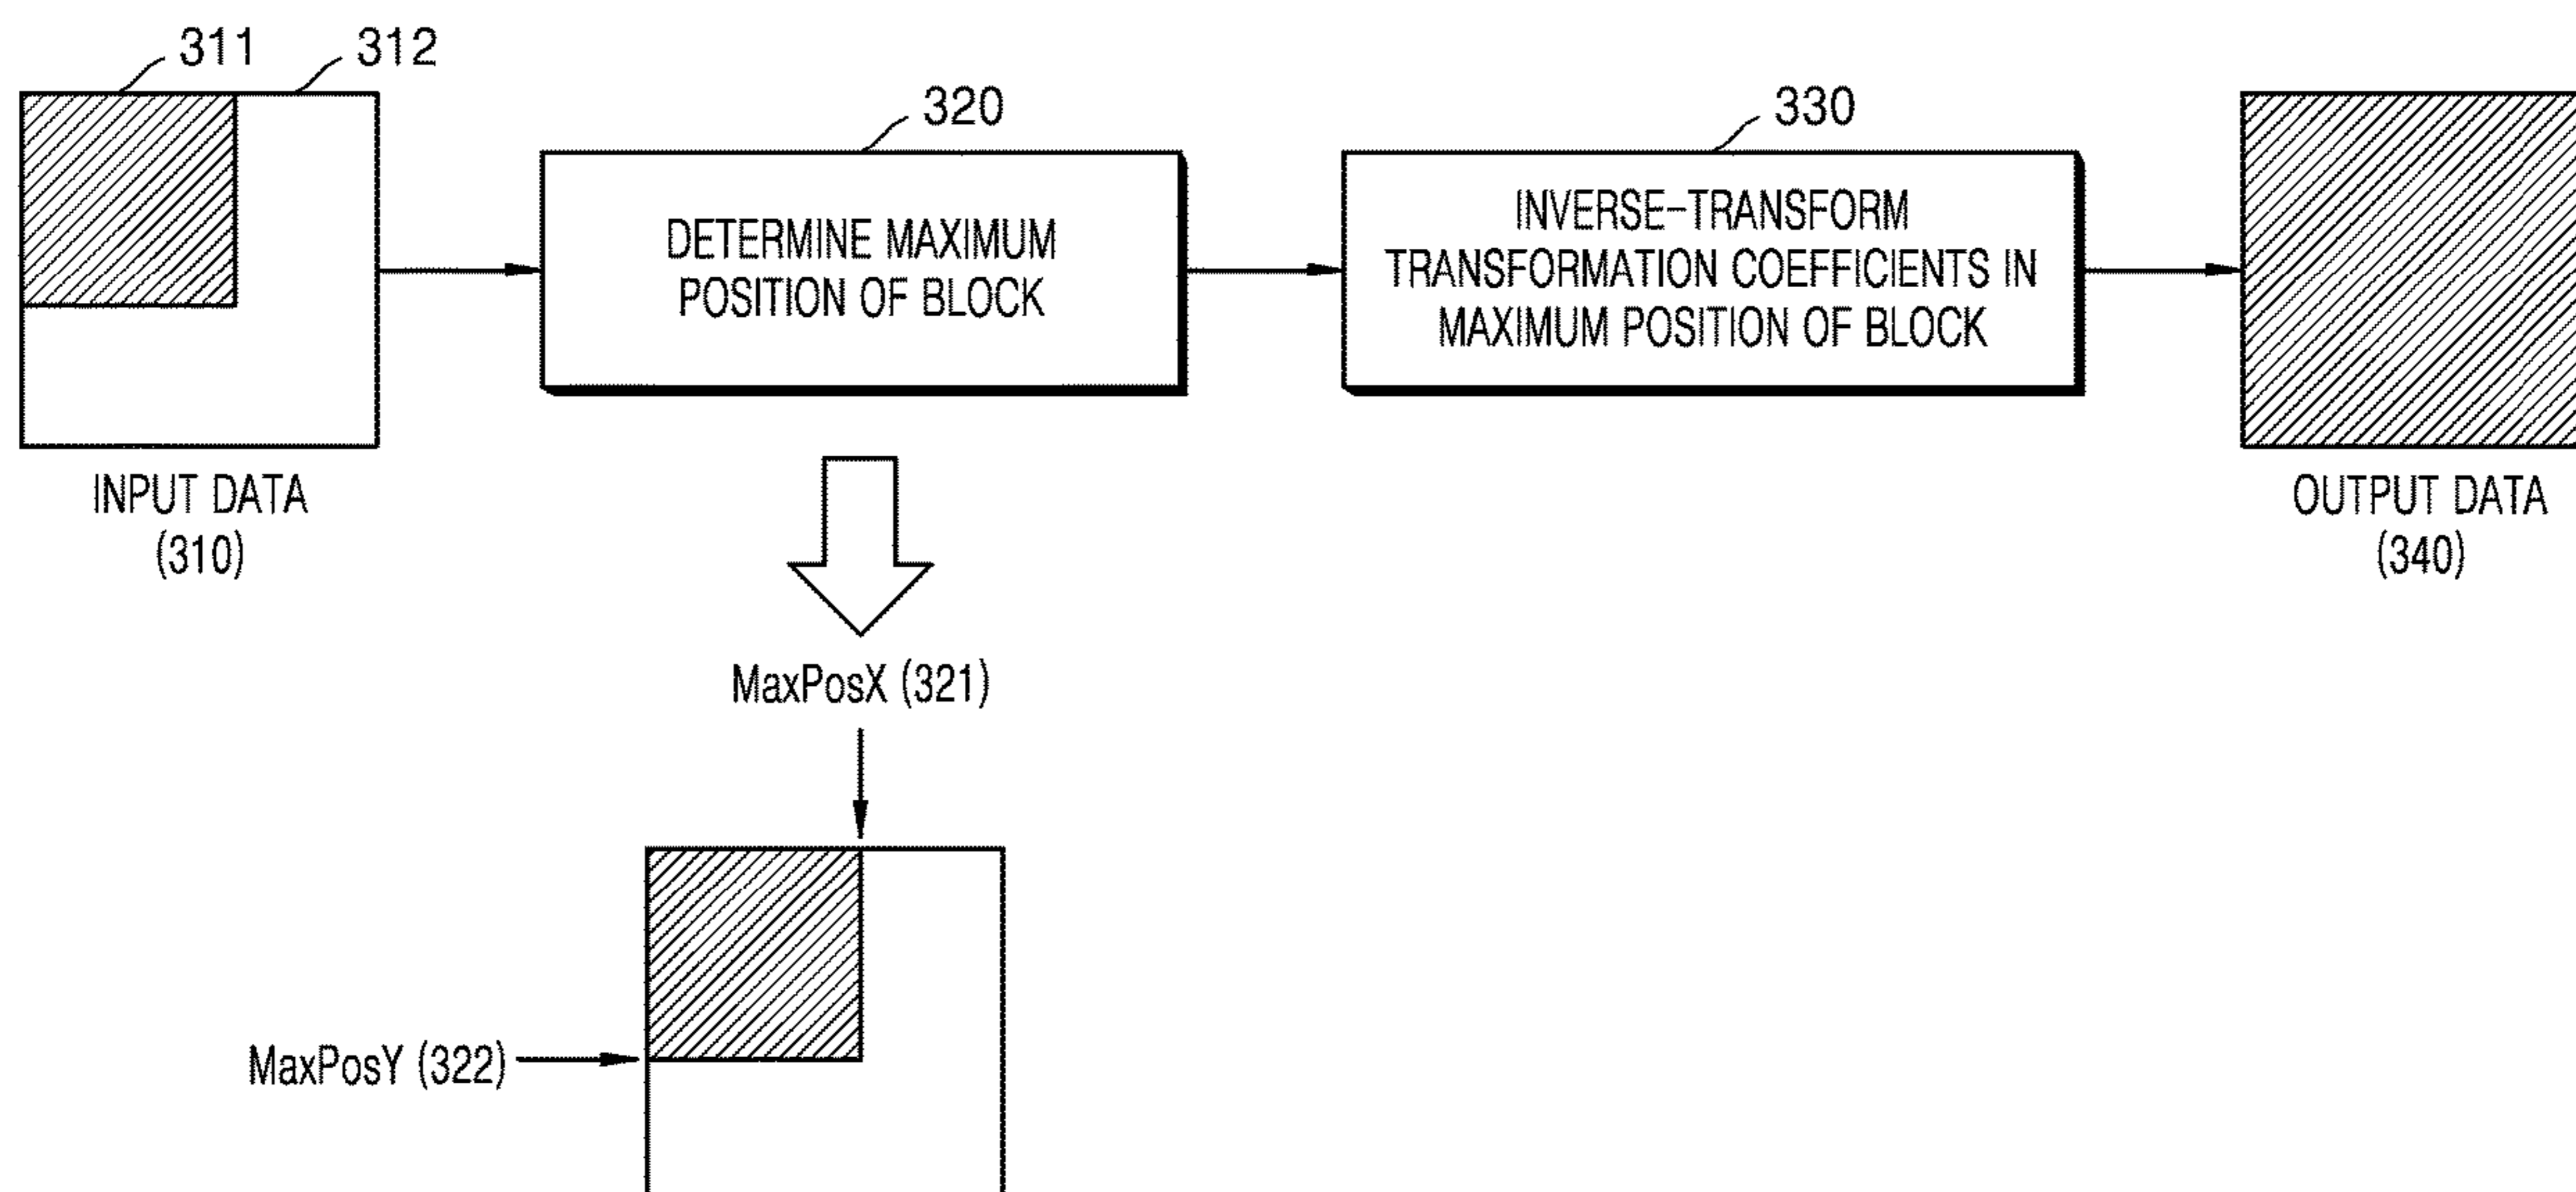 311
312
320
330
DETERMINE MAXIMUM
POSITION OF BLOCK
INVERSE-TRANSFORM
TRANSFORMATION COEFFICIENTS IN
MAXIMUM POSITION OF BLOCK
INPUT DATA
(310)
OUTPUT DATA
(340)
MaxPosX (321)
MaxPosY (322)